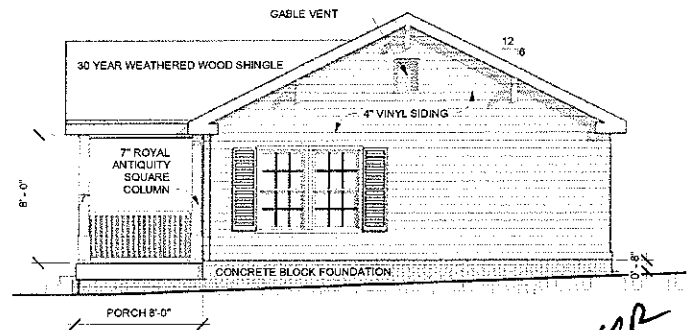 GABLE VENT
12
6
30 YEAR WEATHERED WOOD SHINGLE
4" VINYL SIDING
7" ROYAL
ANTIQUITY
SQUARE
COLUMN
8' - 0"
CONCRETE BLOCK FOUNDATION
0' - 8"
PORCH 8'-0"